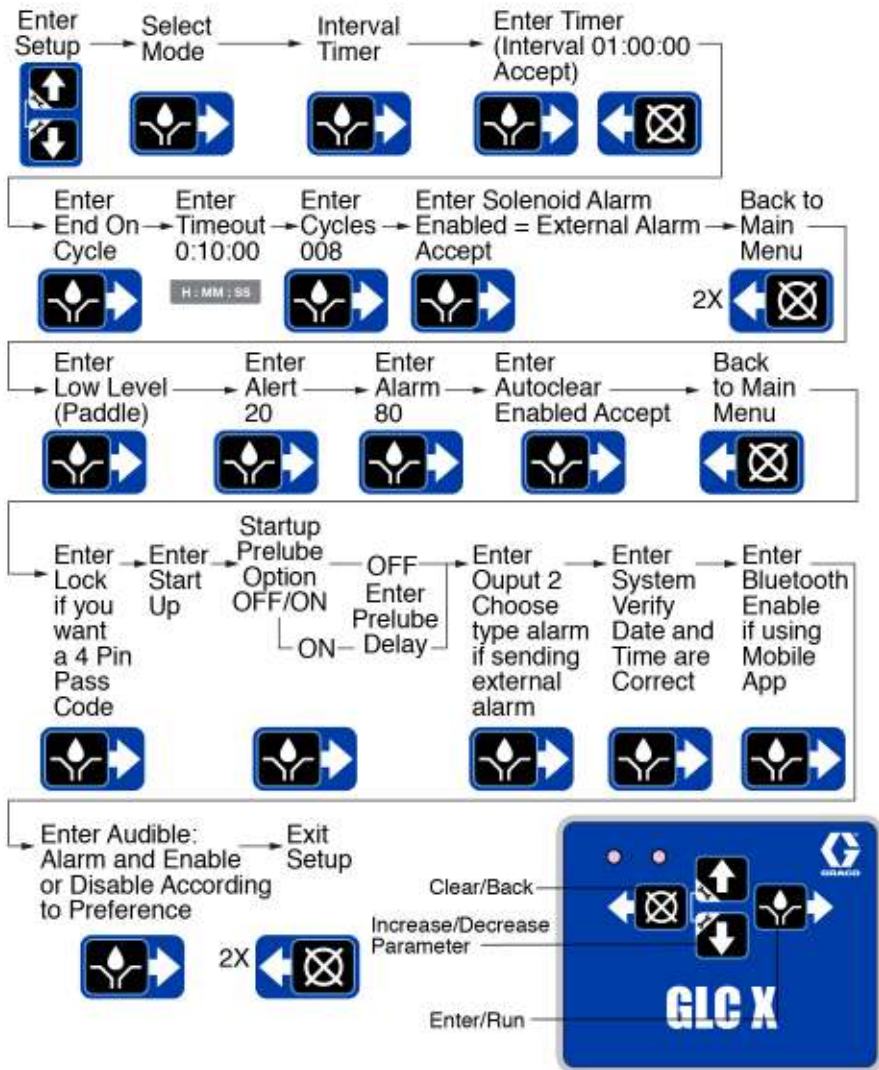 Enter
Setup
Select
Mode
Interval
Timer
Enter Timer
(Interval 01:00:00
Accept)
Enter
End On
Cycle
Enter
Timeout
0:10:00
H : MM : SS
Enter
Cycles
008
Enter Solenoid Alarm
Enabled = External Alarm
Accept
Back to
Main
Menu
2X
Enter
Low Level
(Paddle)
Enter
Alert
20
Enter
Alarm
80
Enter
Autoclear
Enabled Accept
Back
to Main
Menu
Enter
Lock
if you
want
a 4 Pin
Pass
Code
Enter
Start
Up
Startup
Prelube
Option
OFF/ON
OFF
ON
Enter
Prelube
Delay
Enter
Ouput 2
Choose
type alarm
if sending
external
alarm
Enter
System
Verify
Date and
Time are
Correct
Enter
Bluetooth
Enable
if using
Mobile
App
Enter Audible:
Alarm and Enable
or Disable According
to Preference
Exit
Setup
2X
Clear/Back
Increase/Decrease
Parameter
Enter/Run
GRACO
GLC X